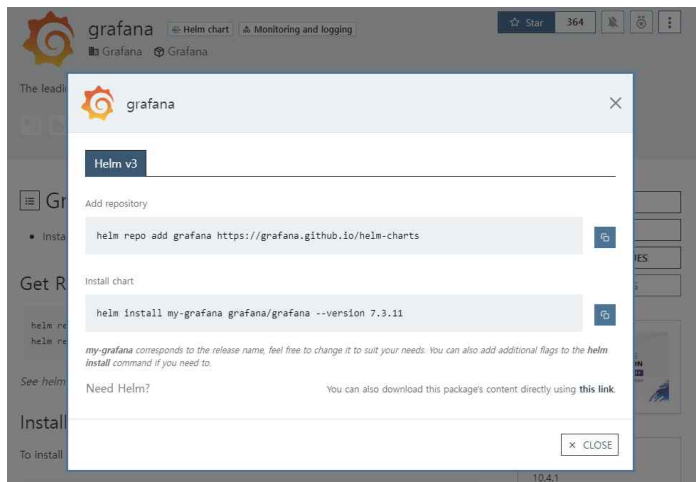 grafana Helm chart Monitoring and logging
Star 364
Grafana Grafana
The leadi
grafana
Helm v3
Add repository
helm repo add grafana https://grafana.github.io/helm-charts
Install chart
helm install my-grafana grafana/grafana --version 7.3.11
my-grafana corresponds to the release name, feel free to change it to suit your needs. You can also add additional flags to the helm
install command if you need to.
Need Helm?
You can also download this package's content directly using this link.
× CLOSE
Gr
Insta
Get R
helm re
helm re
See helm
Install
To install
10.4.1